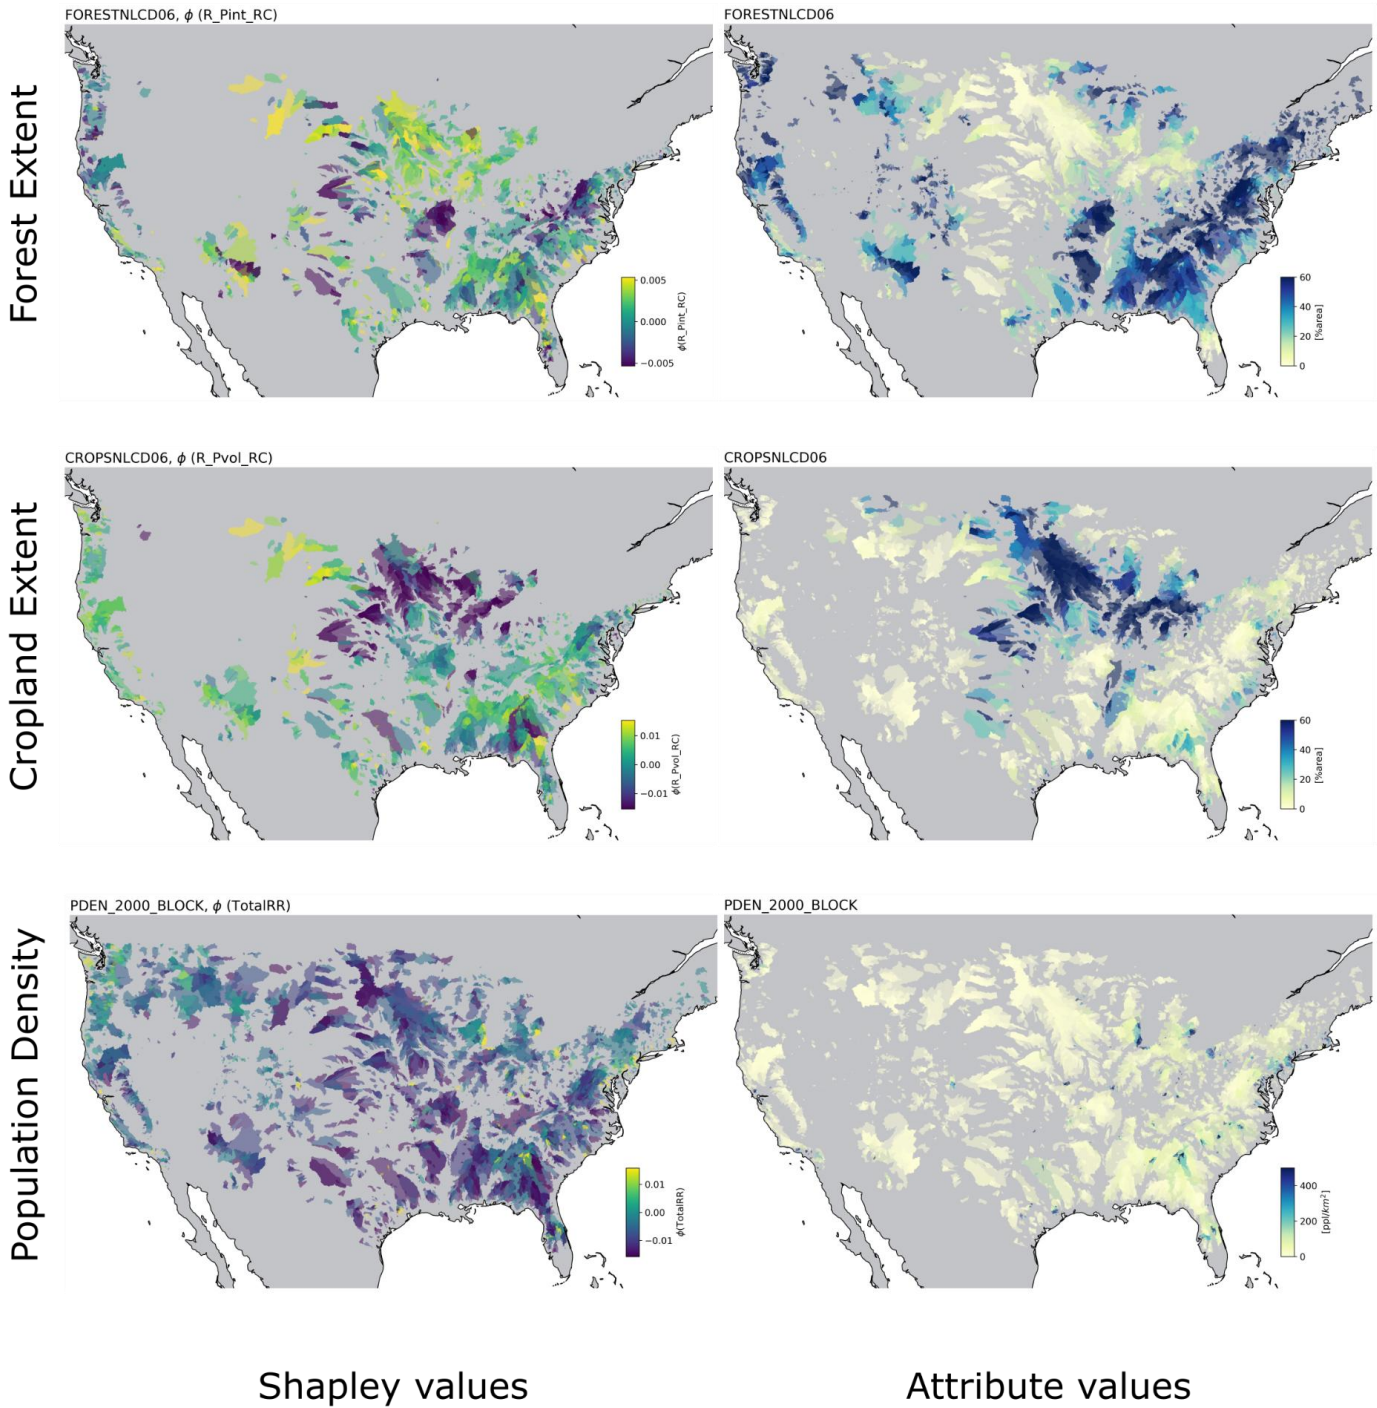 FORESTNLCD06, ϕ (R_Pint_RC)
FORESTNLCD06
Forest Extent
0.005
0.000
−0.005
ϕ(R_Pint_RC)
60
40
20
0
[%area]
CROPSNLCD06, ϕ (R_Pvol_RC)
CROPSNLCD06
Cropland Extent
0.01
0.00
−0.01
ϕ(R_Pvol_RC)
60
40
20
0
[%area]
PDEN_2000_BLOCK, ϕ (TotalRR)
PDEN_2000_BLOCK
Population Density
0.01
0.00
−0.01
ϕ(TotalRR)
400
200
0
[ppl/km²]
Shapley values
Attribute values